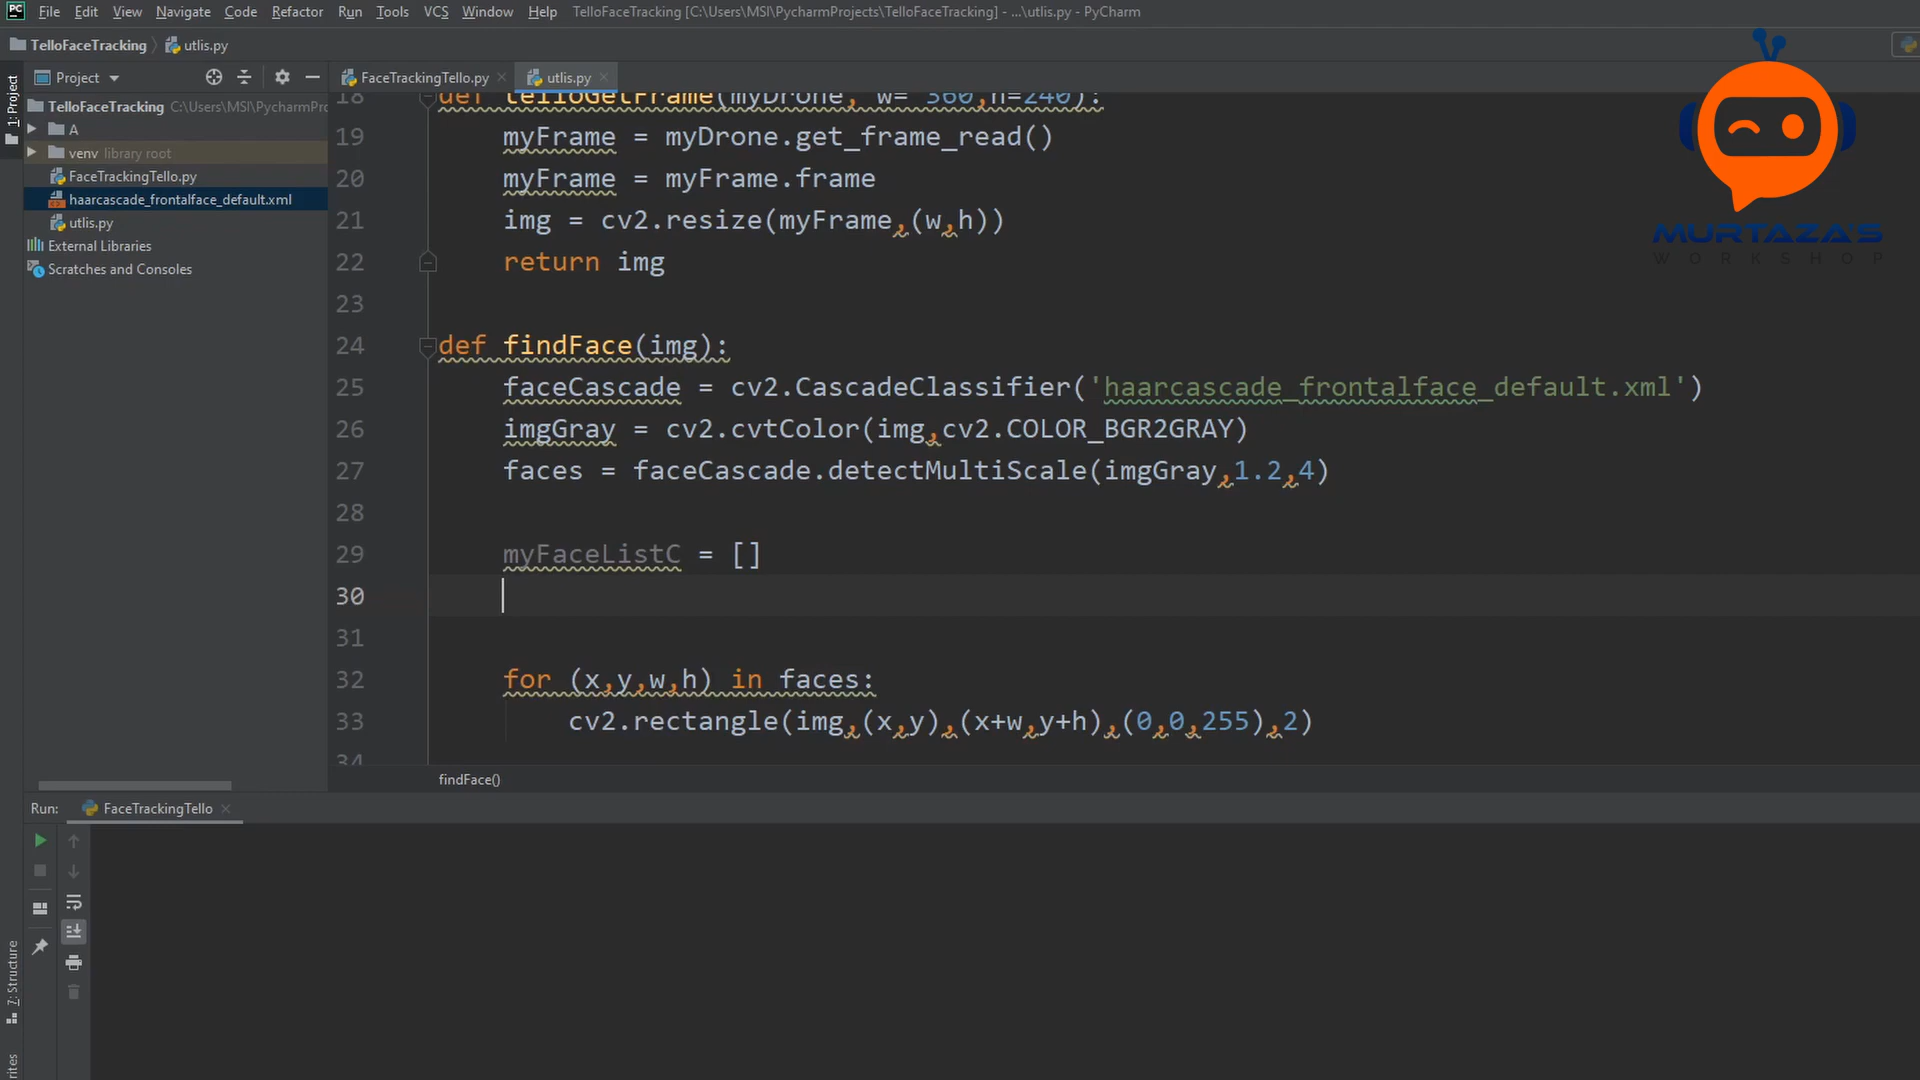 PC File Edit View Navigate Code Refactor Run Tools VCS Window Help TelloFaceTracking [C:\Users\MSI\PycharmProjects\TelloFaceTracking] - ...\utlis.py - PyCharm
TelloFaceTracking utlis.py
Project FaceTrackingTello.py utlis.py
1: Project
TelloFaceTracking C:\Users\MSI\PycharmPr
A
venv library root
FaceTrackingTello.py
haarcascade_frontalface_default.xml
utlis.py
External Libraries
Scratches and Consoles
MURTAZA'S
WORKSHOP
18 def telloGetFrame(myDrone, w= 360,h=240):
19 myFrame = myDrone.get_frame_read()
20 myFrame = myFrame.frame
21 img = cv2.resize(myFrame,(w,h))
22 return img
23
24 def findFace(img):
25 faceCascade = cv2.CascadeClassifier('haarcascade_frontalface_default.xml')
26 imgGray = cv2.cvtColor(img,cv2.COLOR_BGR2GRAY)
27 faces = faceCascade.detectMultiScale(imgGray,1.2,4)
28
29 myFaceListC = []
30
31
32 for (x,y,w,h) in faces:
33 cv2.rectangle(img,(x,y),(x+w,y+h),(0,0,255),2)
34
findFace()
Run: FaceTrackingTello
7: Structure